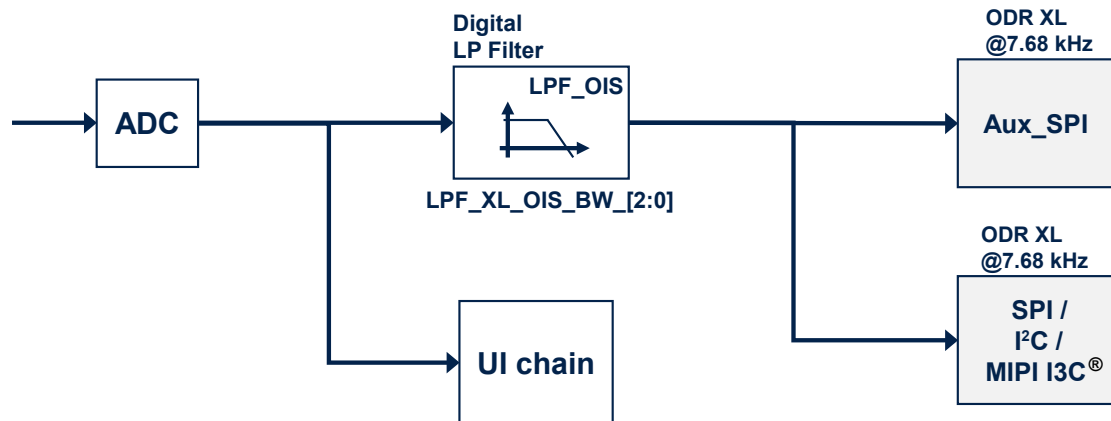 Digital
LP Filter
ODR XL
@7.68 kHz
ADC
LPF_OIS
Aux_SPI
LPF_XL_OIS_BW_[2:0]
ODR XL
@7.68 kHz
UI chain
SPI /
I²C /
MIPI I3C®